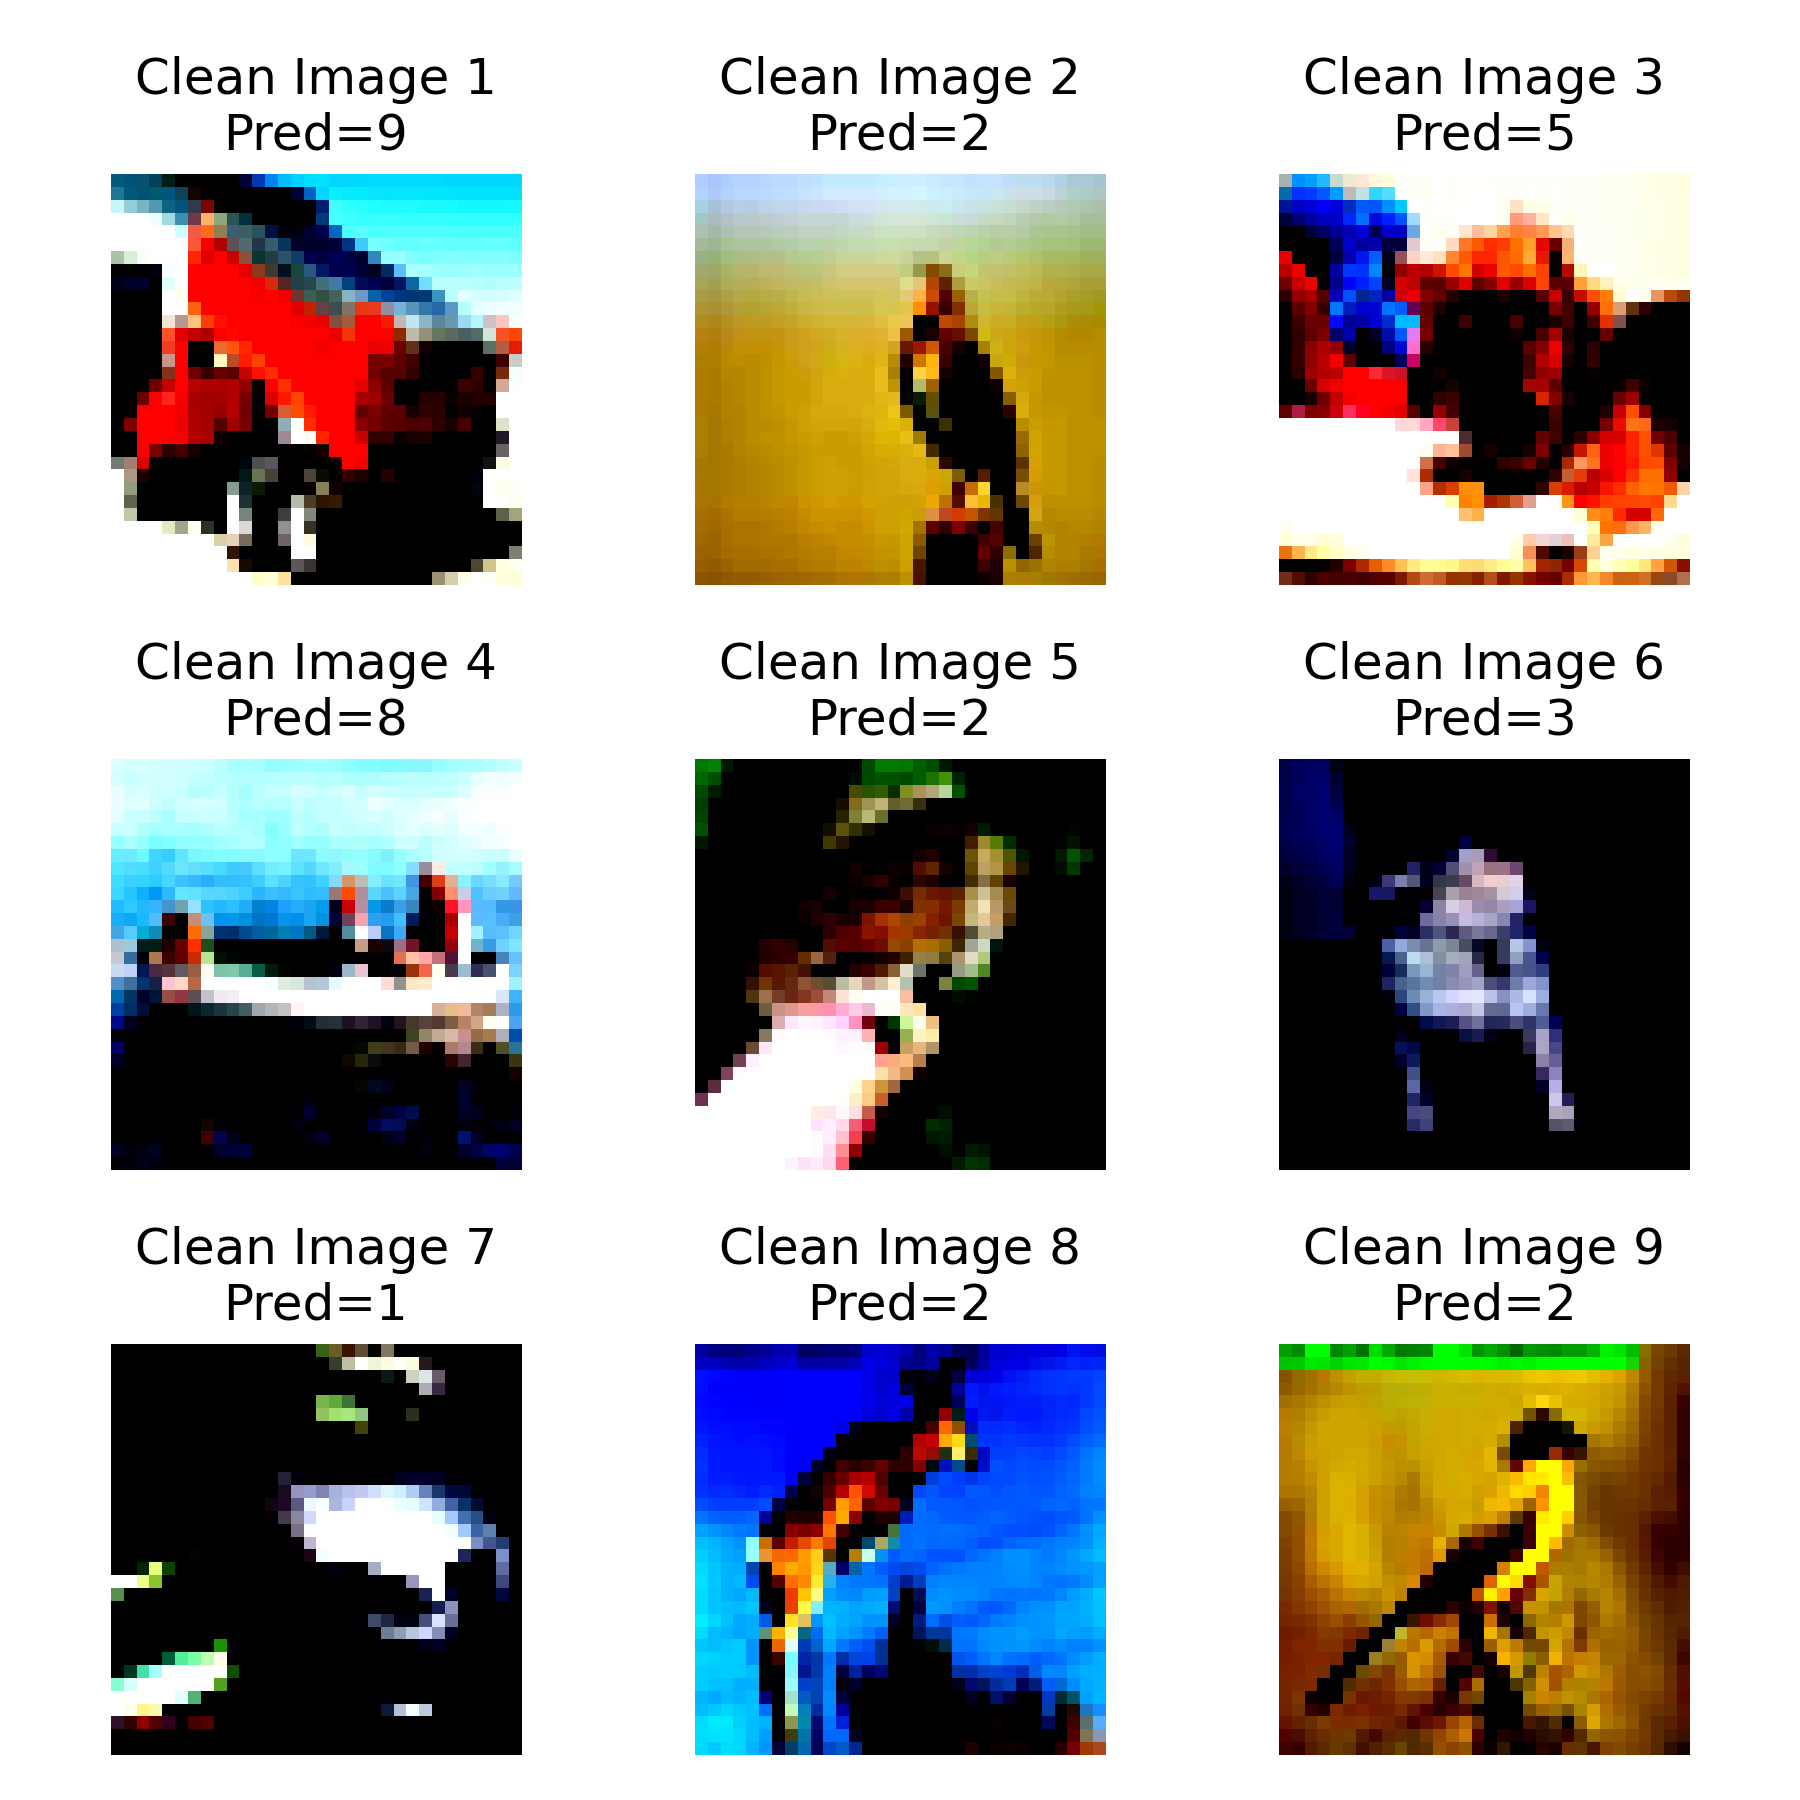 Clean Image 1
Pred=9
Clean Image 2
Pred=2
Clean Image 3
Pred=5
Clean Image 4
Pred=8
Clean Image 5
Pred=2
Clean Image 6
Pred=3
Clean Image 7
Pred=1
Clean Image 8
Pred=2
Clean Image 9
Pred=2